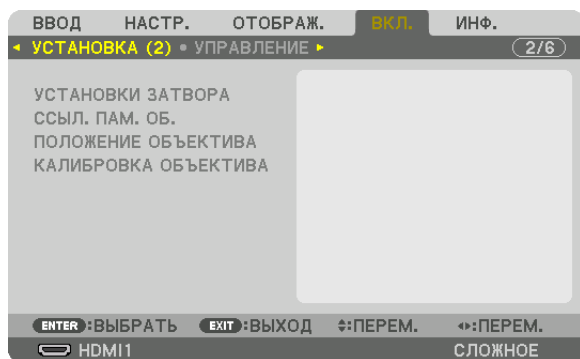 ВВОД НАСТР. ОТОБРАЖ. ВКЛ. ИНФ.
УСТАНОВКА (2) • УПРАВЛЕНИЕ 2/6
УСТАНОВКИ ЗАТВОРА
ССЫЛ. ПАМ. ОБ.
ПОЛОЖЕНИЕ ОБЪЕКТИВА
КАЛИБРОВКА ОБЪЕКТИВА
ENTER:ВЫБРАТЬ EXIT:ВЫХОД :ПЕРЕМ. :ПЕРЕМ.
HDMI1 СЛОЖНОЕ